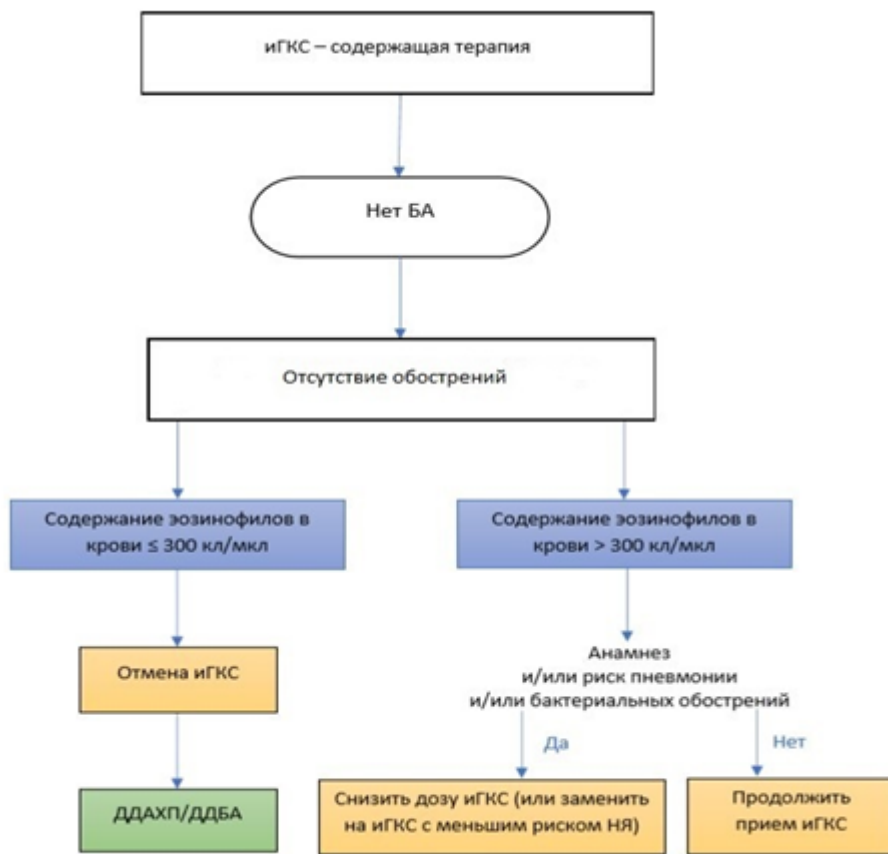 иГКС – содержащая терапия
Нет БА
Отсутствие обострений
Содержание эозинофилов в
крови ≤ 300 кл/мкл
Содержание эозинофилов в
крови > 300 кл/мкл
Отмена иГКС
Анамнез
и/или риск пневмонии
и/или бактериальных обострений
Да
Нет
ДДАХП/ДДБА
Снизить дозу иГКС (или заменить
на иГКС с меньшим риском НЯ)
Продолжить
прием иГКС